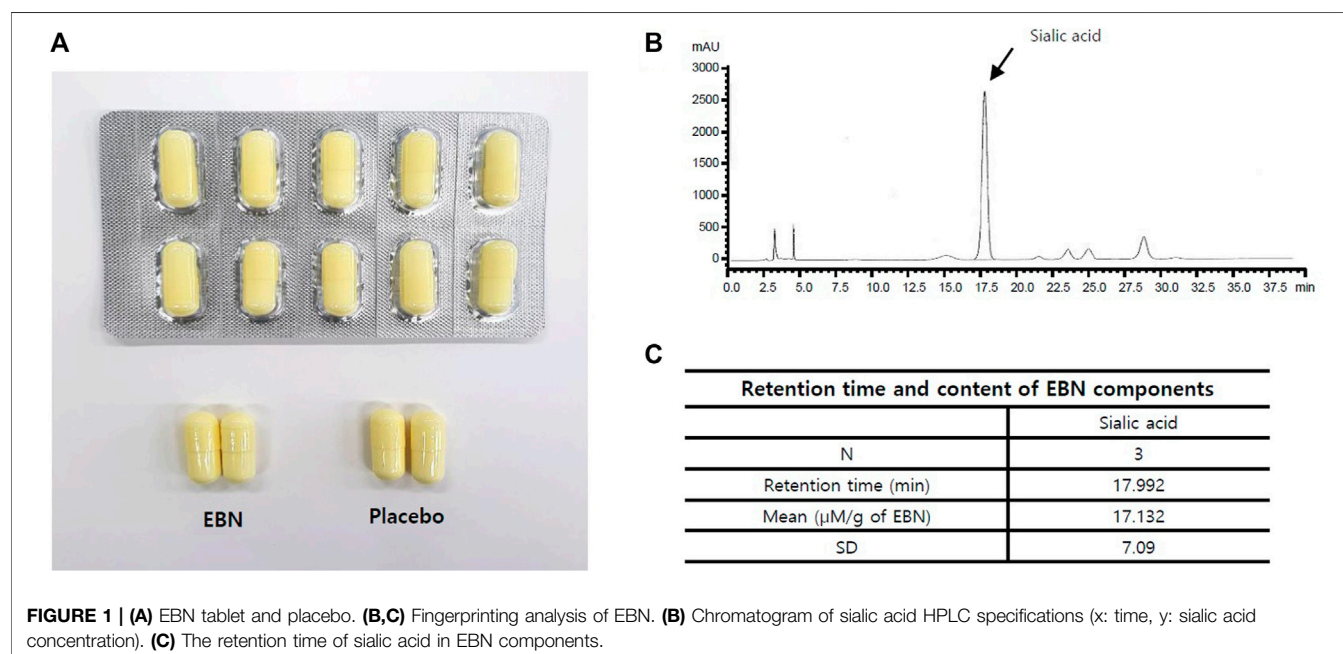 A
EBN
Placebo
B
Sialic acid
mAU
3000
2500
2000
1500
1000
500
0
0.0 2.5 5.0 7.5 10.0 12.5 15.0 17.5 20.0 22.5 25.0 27.5 30.0 32.5 35.0 37.5 min
C
Retention time and content of EBN components
Sialic acid
N 3
Retention time (min) 17.992
Mean (μM/g of EBN) 17.132
SD 7.09
FIGURE 1 | (A) EBN tablet and placebo. (B,C) Fingerprinting analysis of EBN. (B) Chromatogram of sialic acid HPLC specifications (x: time, y: sialic acid
concentration). (C) The retention time of sialic acid in EBN components.